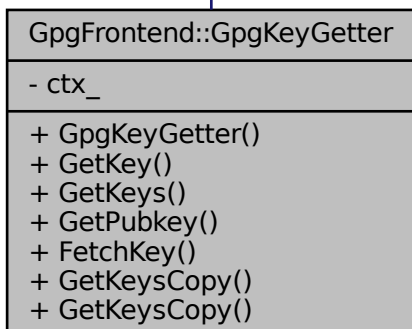 GpgFrontend::GpgKeyGetter
- ctx_
+ GpgKeyGetter()
+ GetKey()
+ GetKeys()
+ GetPubkey()
+ FetchKey()
+ GetKeysCopy()
+ GetKeysCopy()